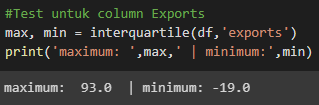 #Test untuk column Exports
max, min = interquartile(df,'exports')
print('maximum: ',max,' | minimum:',min)
maximum:  93.0  | minimum: -19.0